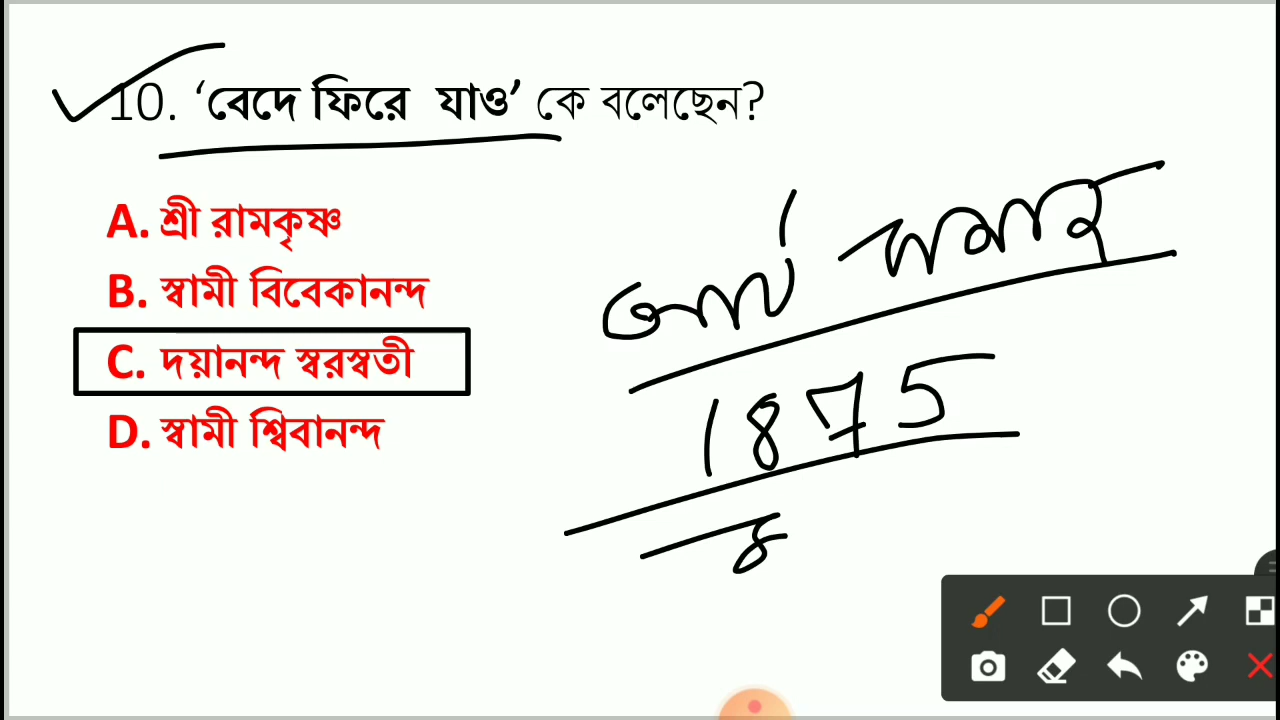 10. ‘বেদে ফিরে যাও’ কে বলেছেন?
A. শ্রী রামকৃষ্ণ
B. স্বামী বিবেকানন্দ
C. দয়ানন্দ স্বরস্বতী
D. স্বামী শ্বিবানন্দ
আর্য সমাজ
1875